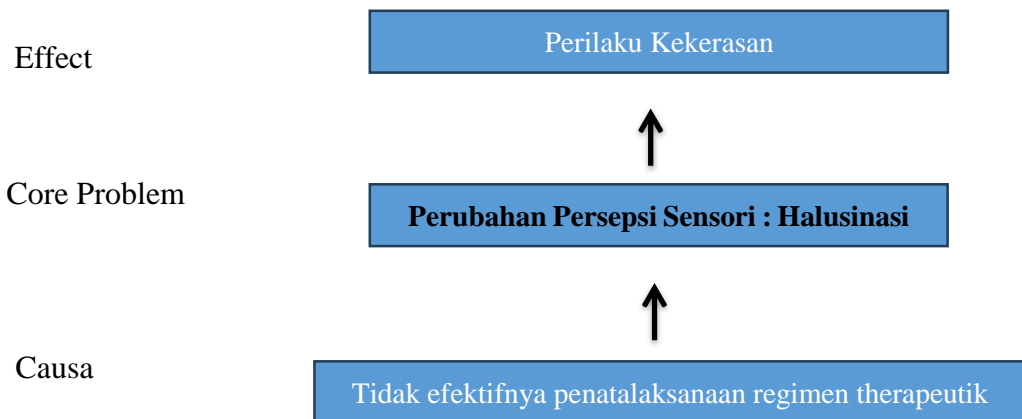 Effect
Perilaku Kekerasan
Core Problem
Perubahan Persepsi Sensori : Halusinasi
Causa
Tidak efektifnya penatalaksanaan regimen therapeutik